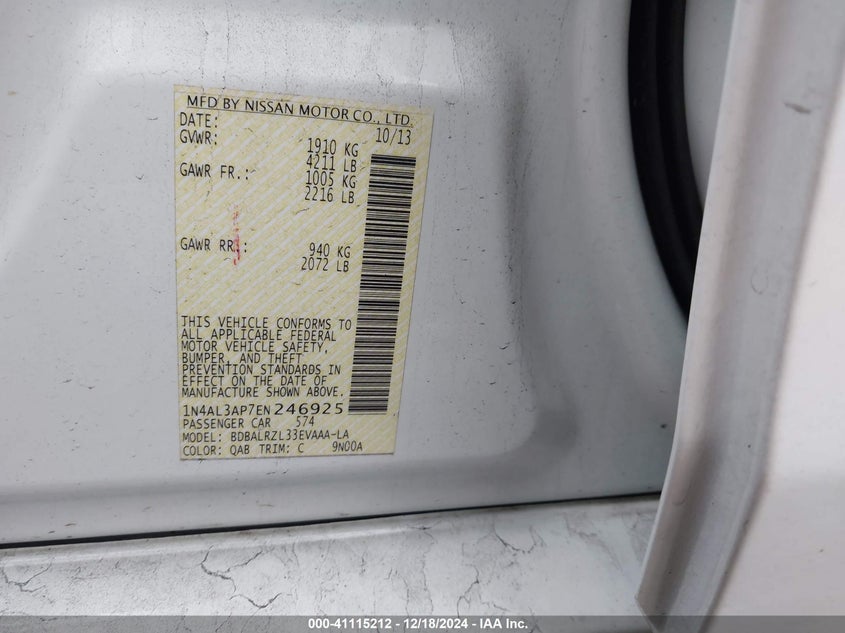 MFD BY NISSAN MOTOR CO., LTD.
DATE: 10/13
GVWR: 1910 KG
4211 LB
GAWR FR.: 1005 KG
2216 LB
GAWR RR.: 940 KG
2072 LB
THIS VEHICLE CONFORMS TO
ALL APPLICABLE FEDERAL
MOTOR VEHICLE SAFETY,
BUMPER, AND THEFT
PREVENTION STANDARDS IN
EFFECT ON THE DATE OF
MANUFACTURE SHOWN ABOVE.
1N4AL3AP7EN246925
PASSENGER CAR 574
MODEL: BDBALRZL33EVAAA-LA
COLOR: QAB TRIM: C 9N00A
000-41115212 - 12/18/2024 - IAA Inc.